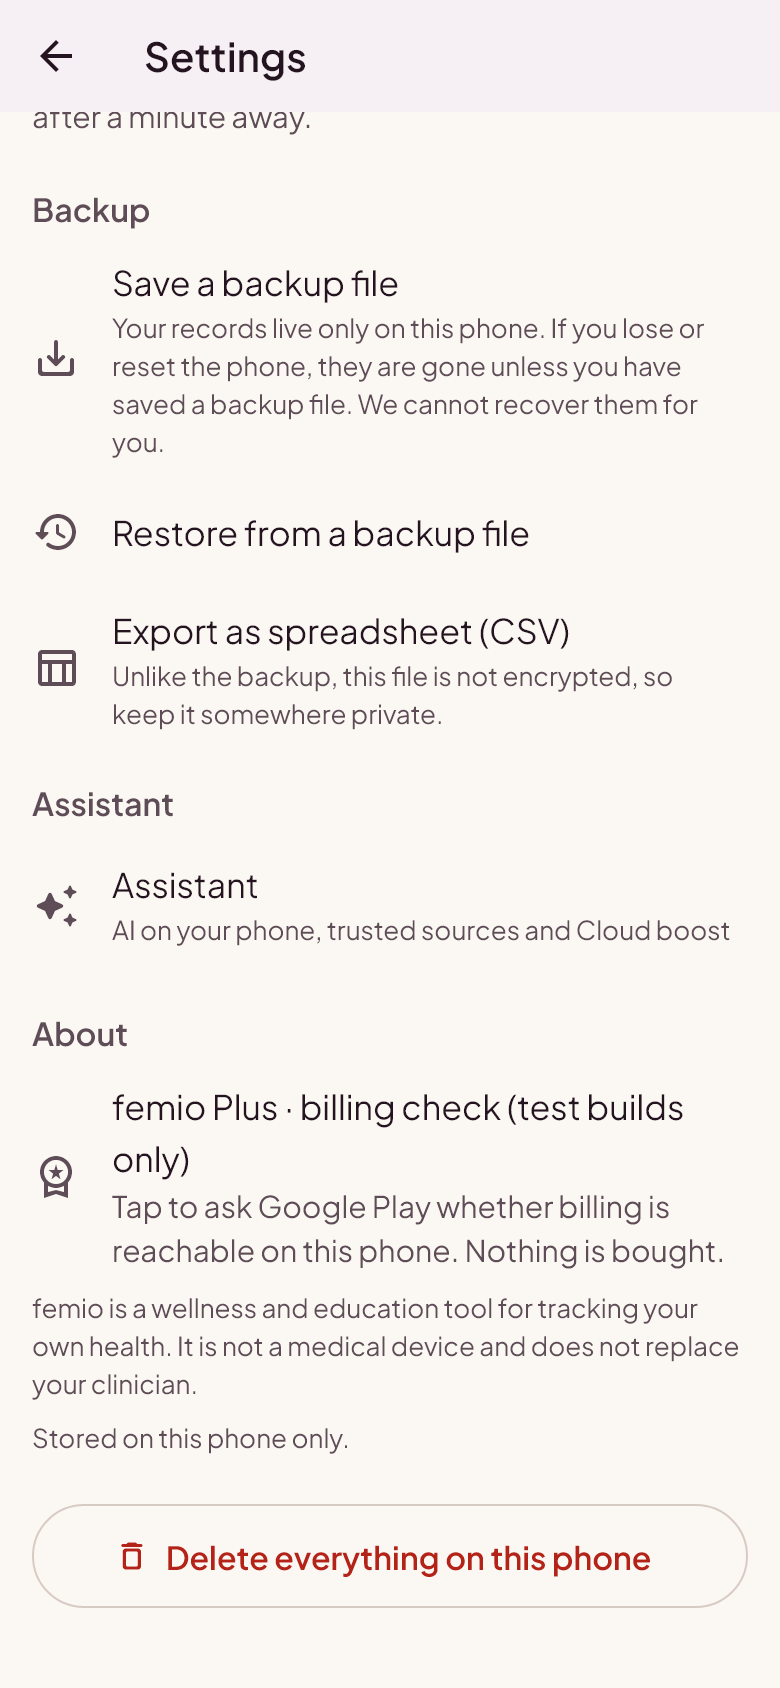 Settings
after a minute away.
Backup
Save a backup file
Your records live only on this phone. If you lose or
reset the phone, they are gone unless you have
saved a backup file. We cannot recover them for
you.
Restore from a backup file
Export as spreadsheet (CSV)
Unlike the backup, this file is not encrypted, so
keep it somewhere private.
Assistant
Assistant
AI on your phone, trusted sources and Cloud boost
About
femio Plus · billing check (test builds
only)
Tap to ask Google Play whether billing is
reachable on this phone. Nothing is bought.
femio is a wellness and education tool for tracking your
own health. It is not a medical device and does not replace
your clinician.
Stored on this phone only.
Delete everything on this phone